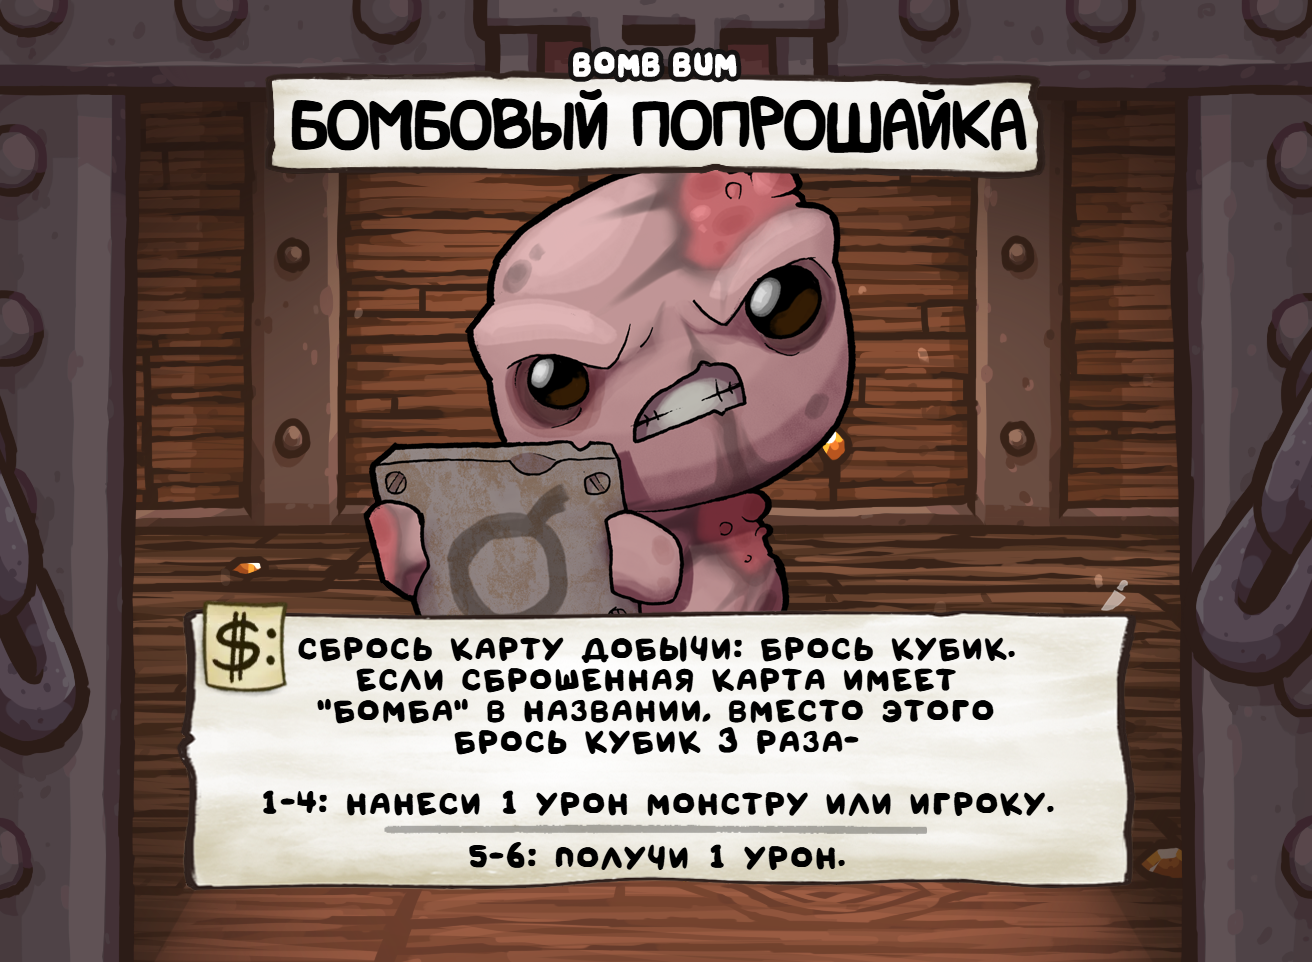 BOMB BUM
БОМБОВЫЙ ПОПРОШАЙКА
$: СБРОСЬ КАРТУ ДОБЫЧИ: БРОСЬ КУБИК.
ЕСЛИ СБРОШЕННАЯ КАРТА ИМЕЕТ
"БОМБА" В НАЗВАНИИ, ВМЕСТО ЭТОГО
БРОСЬ КУБИК 3 РАЗА-
1-4: НАНЕСИ 1 УРОН МОНСТРУ ИЛИ ИГРОКУ.
5-6: ПОЛУЧИ 1 УРОН.